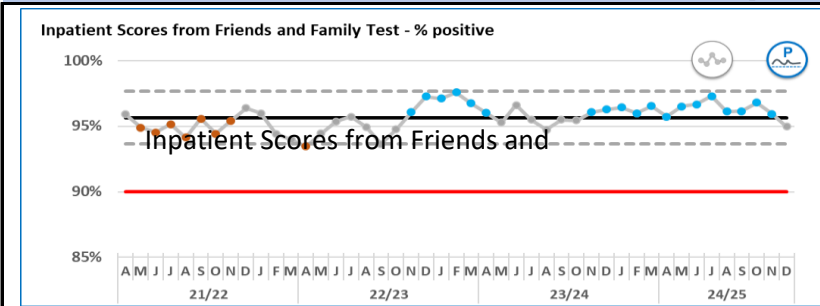 Inpatient Scores from Friends and Family Test - % positive
P
100%
95%
Inpatient Scores from Friends and
90%
85%
A M J J A S O N D J F M A M J J A S O N D J F M A M J J A S O N D J F M A M J J A S O N D
21/22 22/23 23/24 24/25